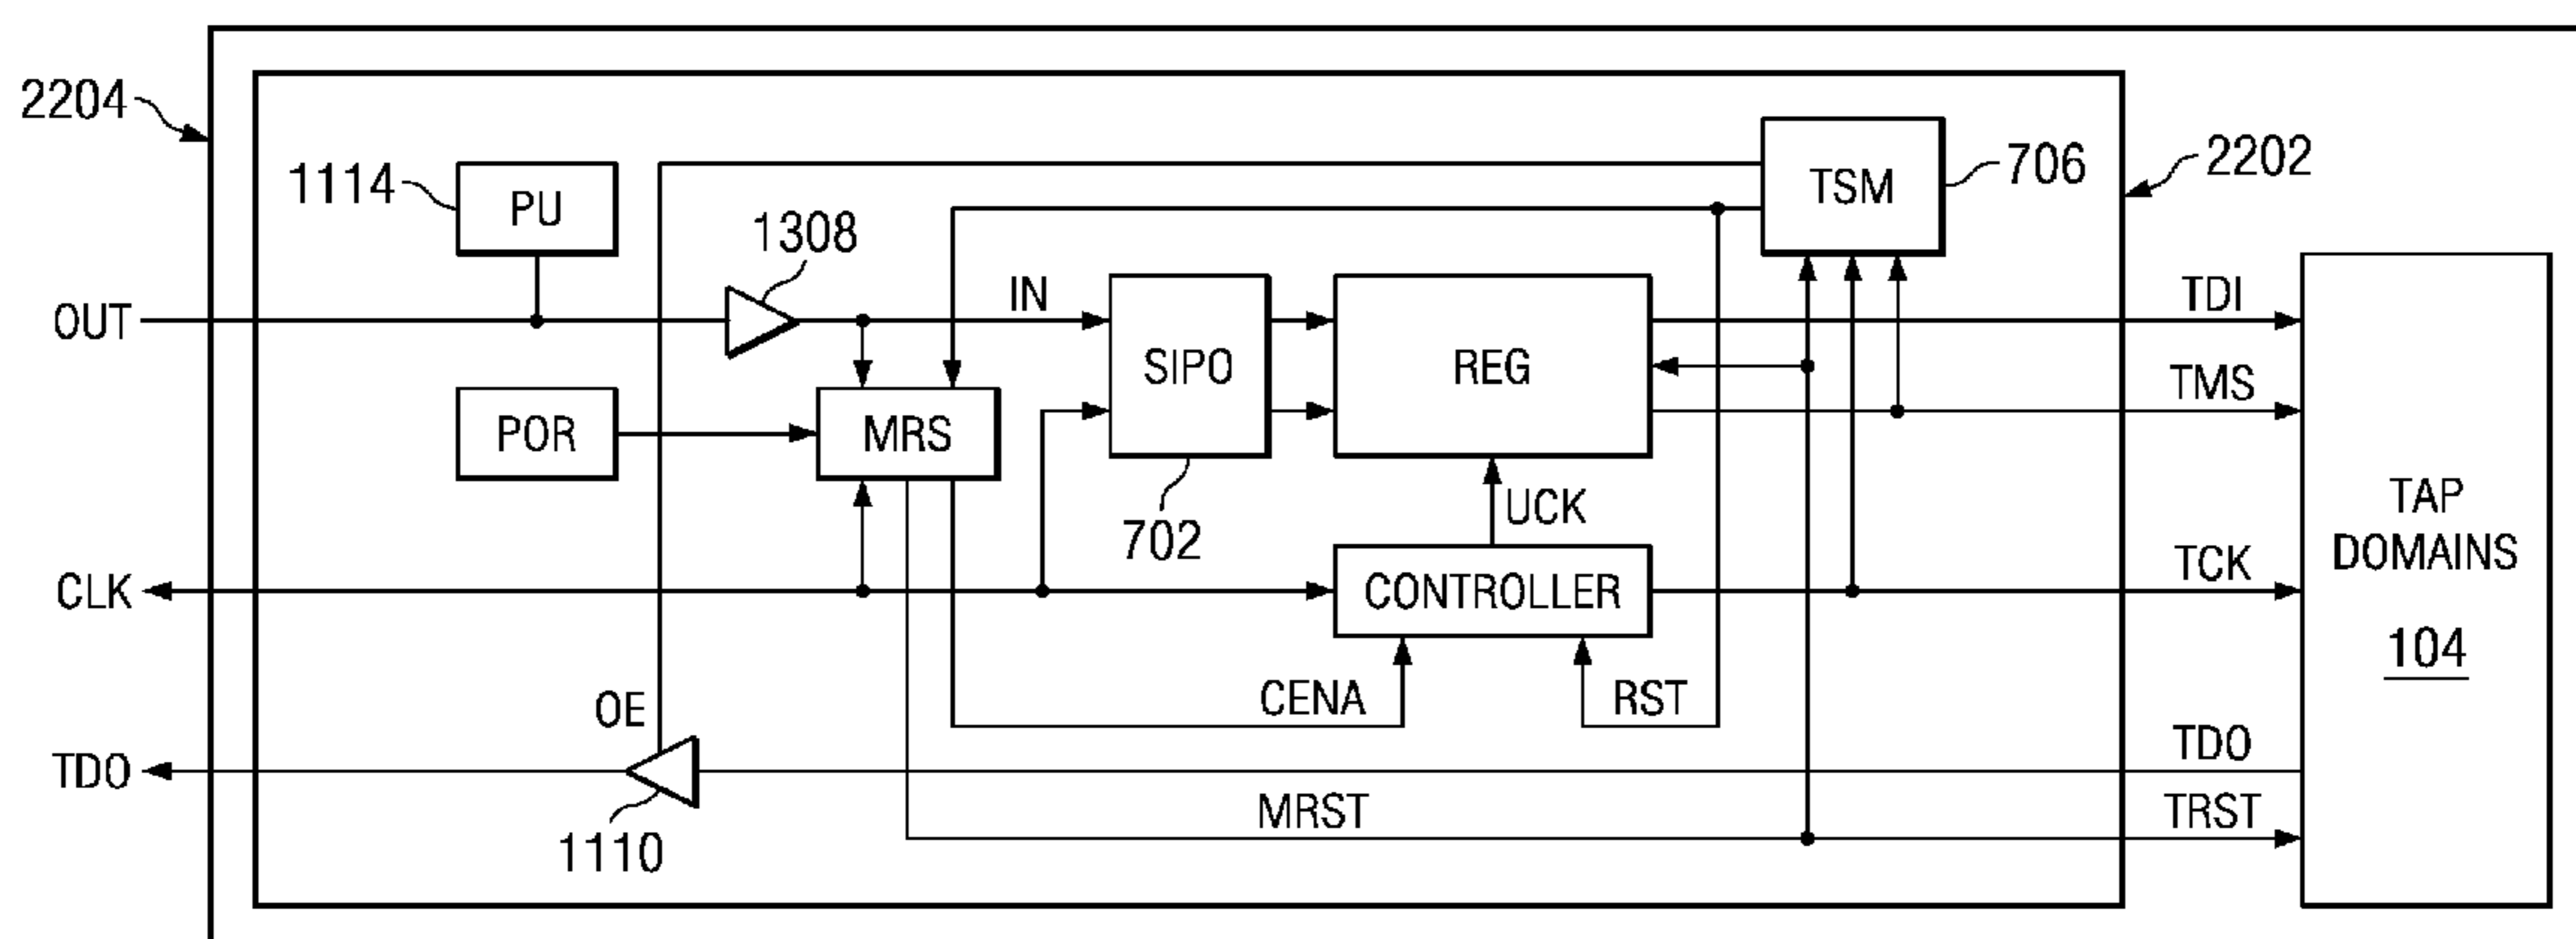 2204
1114
PU
1308
TSM
706
2202
OUT
IN
SIPO
REG
TDI
TMS
POR
MRS
702
UCK
TAP
DOMAINS
104
CLK
CONTROLLER
TCK
OE
CENA
RST
TDO
TDO
1110
MRST
TRST